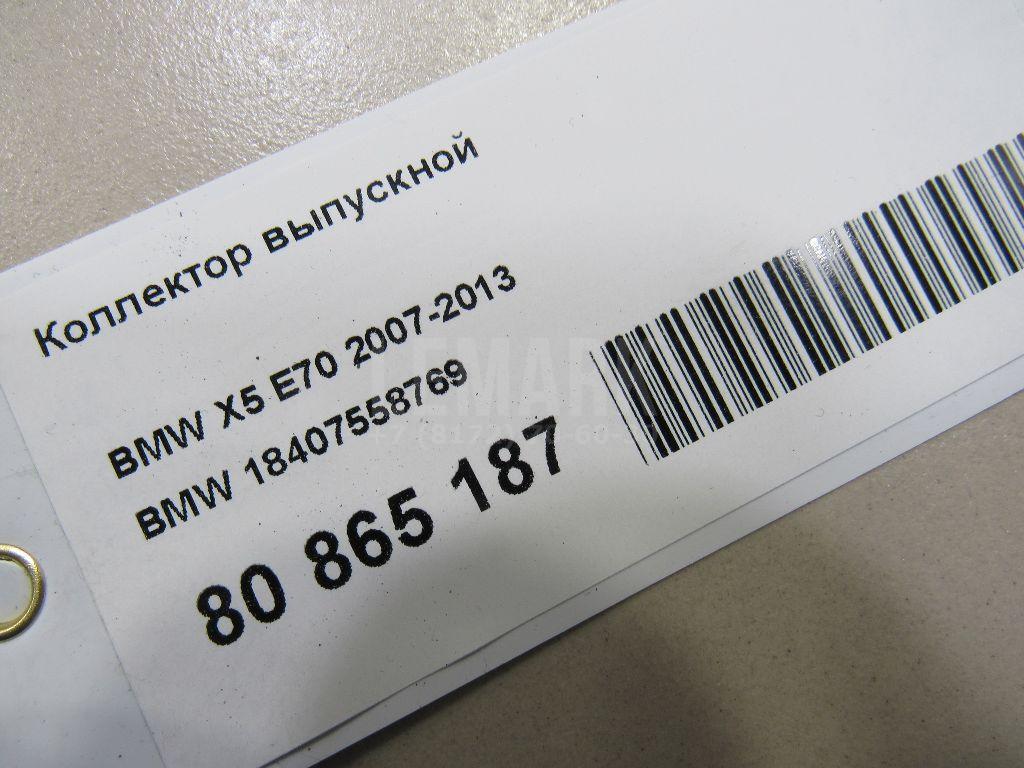 Коллектор выпускной
BMW X5 E70 2007-2013
BMW 18407558769
80 865 187